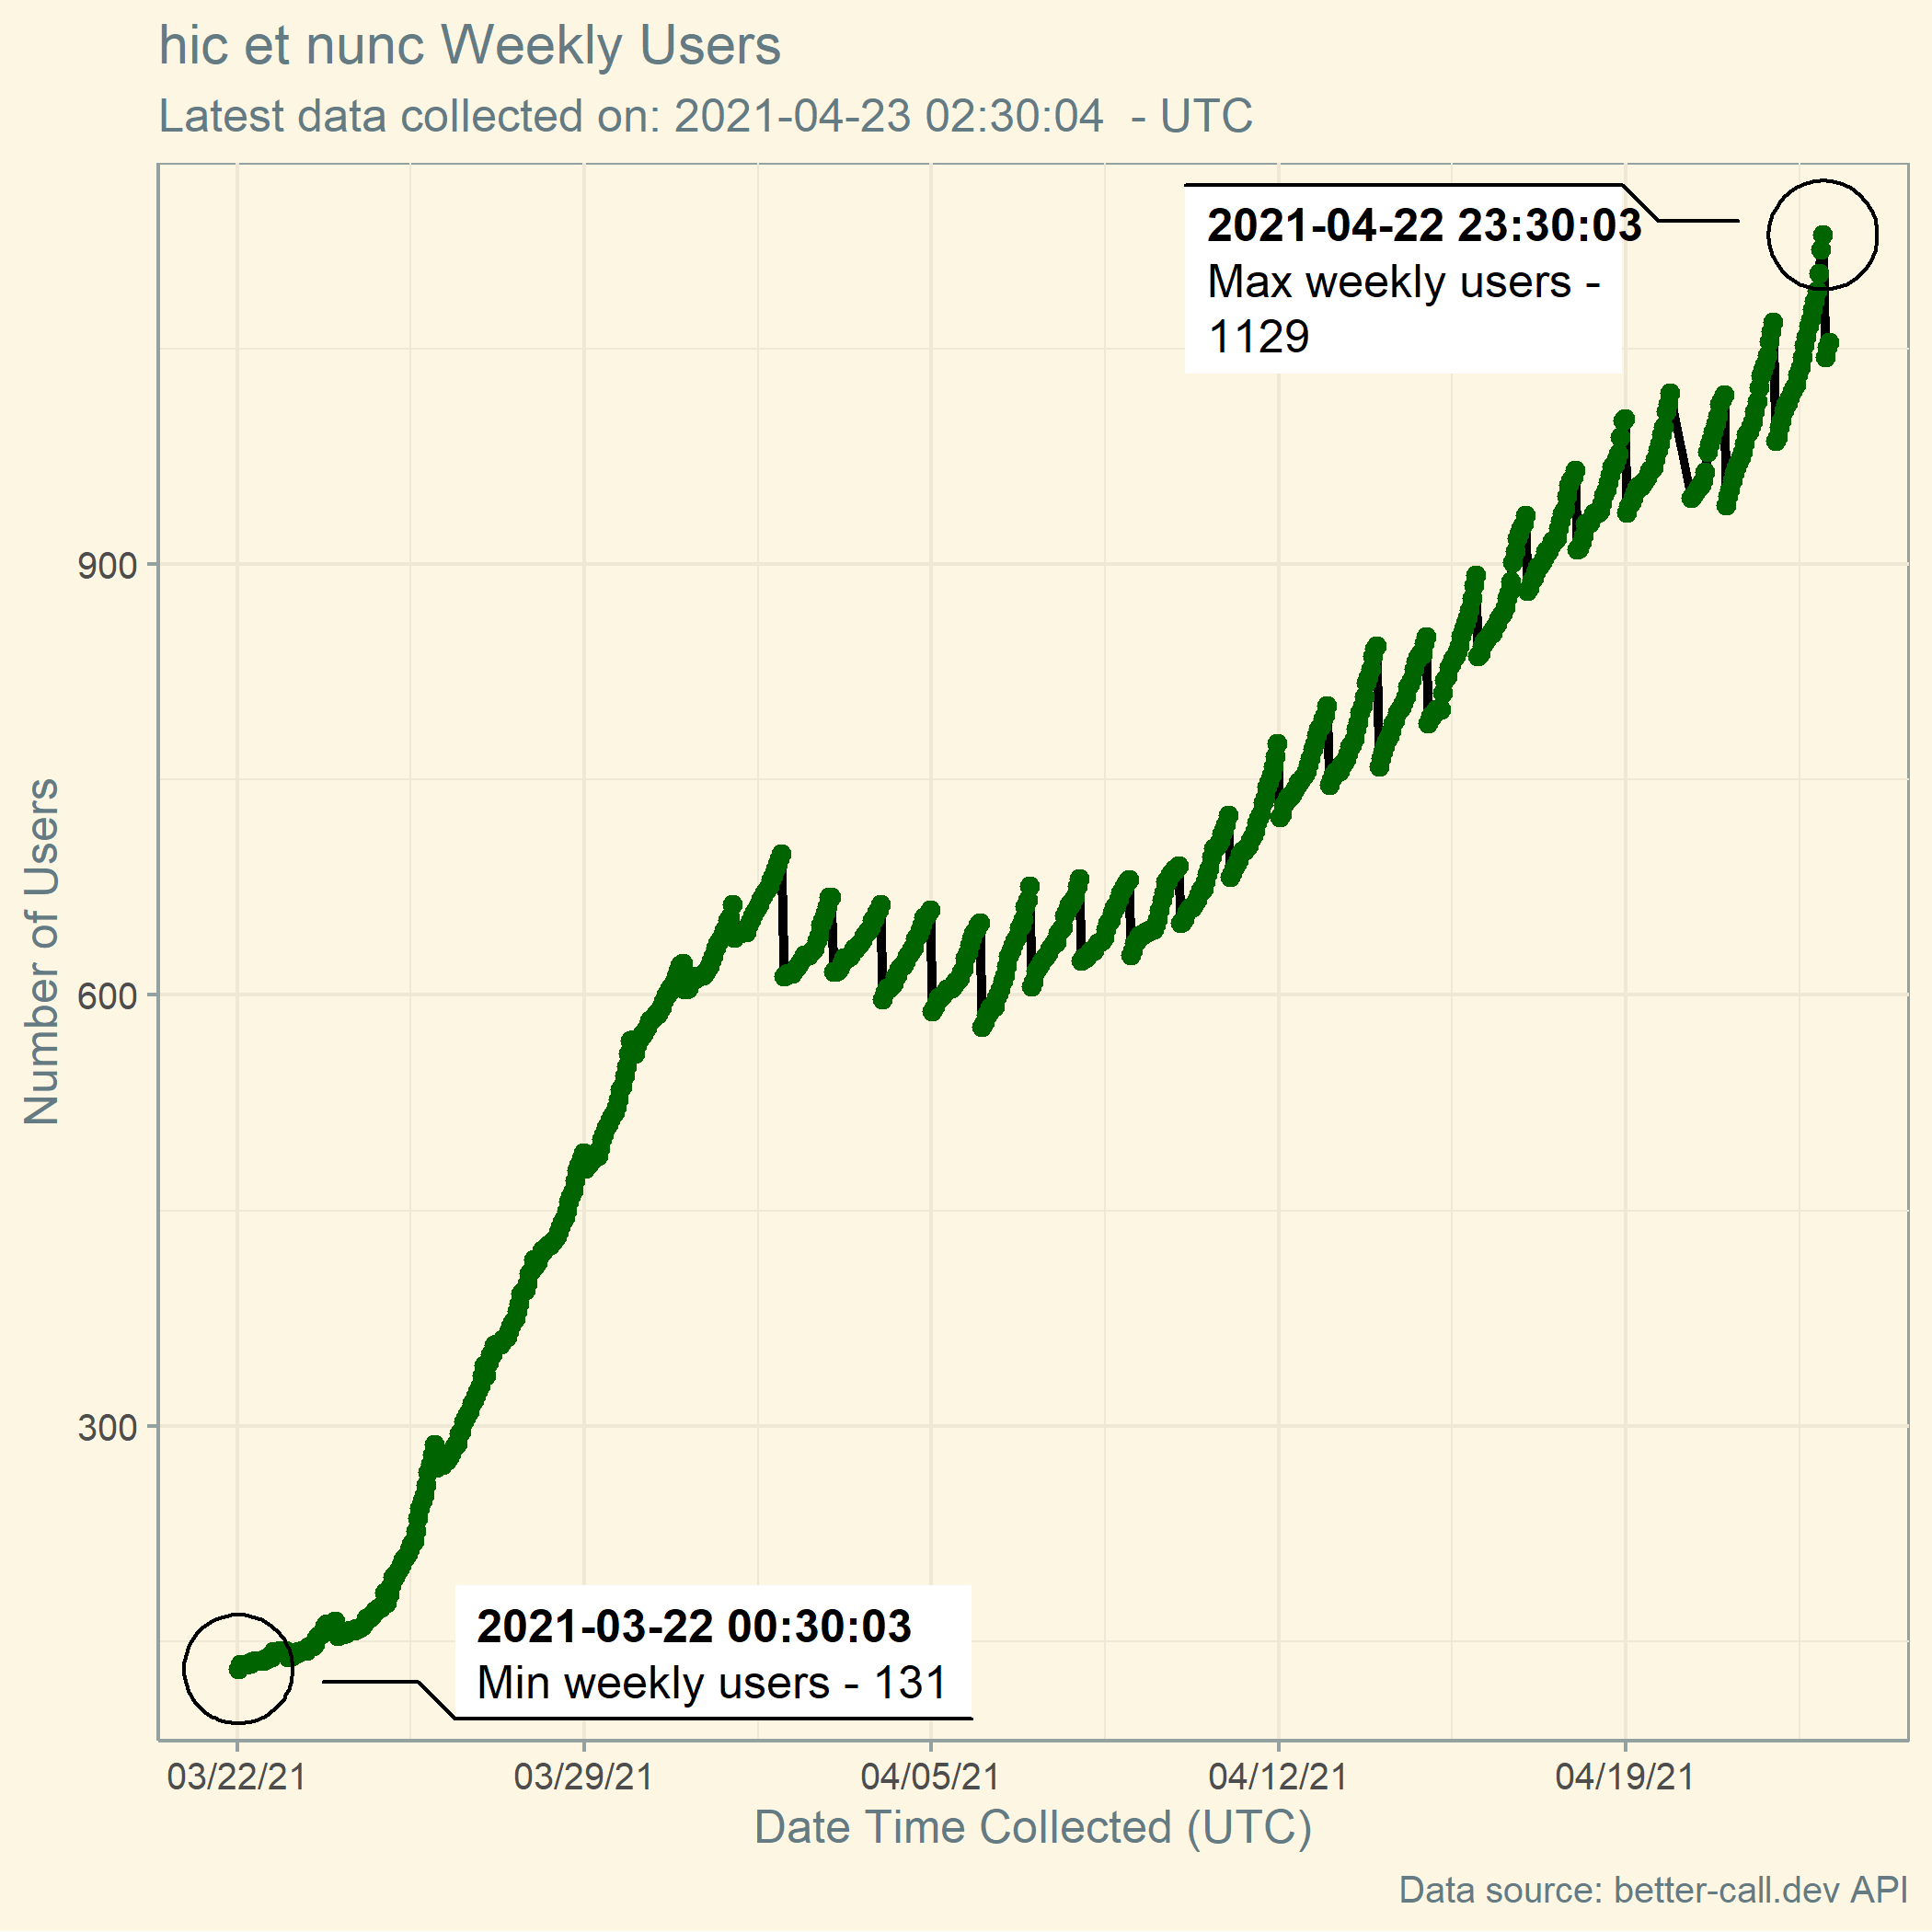 hic et nunc Weekly Users
Latest data collected on: 2021-04-23 02:30:04  - UTC
2021-04-22 23:30:03
Max weekly users -
1129
900
600
300
Number of Users
2021-03-22 00:30:03
Min weekly users - 131
03/22/21
03/29/21
04/05/21
04/12/21
04/19/21
Date Time Collected (UTC)
Data source: better-call.dev API